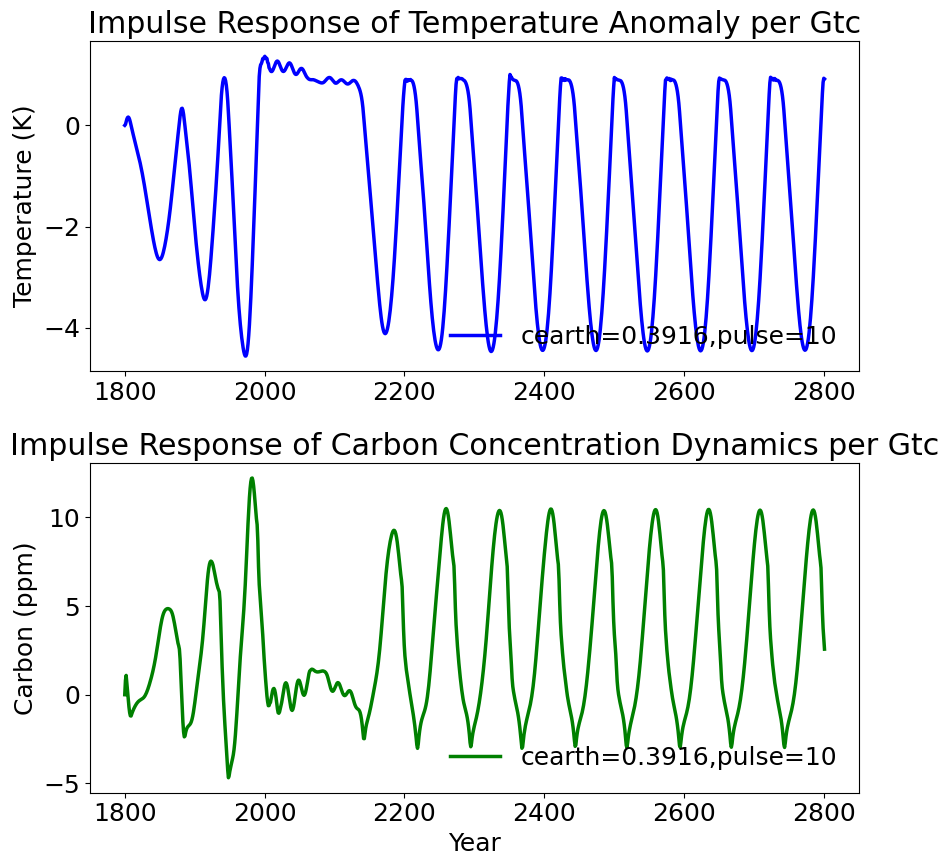 Impulse Response of Temperature Anomaly per Gtc
Temperature (K)
0
−2
−4
cearth=0.3916,pulse=10
1800 2000 2200 2400 2600 2800
Impulse Response of Carbon Concentration Dynamics per Gtc
Carbon (ppm)
10
5
0
−5
cearth=0.3916,pulse=10
1800 2000 2200 2400 2600 2800
Year